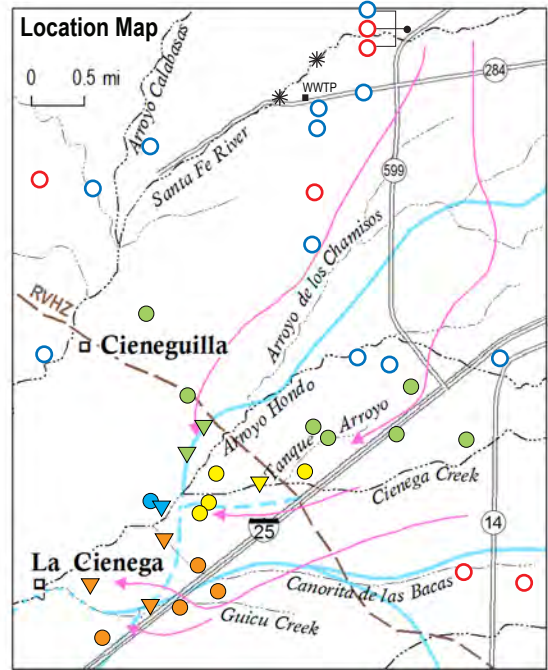 Location Map
0 0.5 mi
Arroyo Calabasas
WWTP
284
Santa Fe River
599
Arroyo de los Chamisos
RVHZ
Cieneguilla
Arroyo Hondo
Tanque Arroyo
Cienega Creek
25
14
La Cienega
Canorita de las Bacas
Guicu Creek